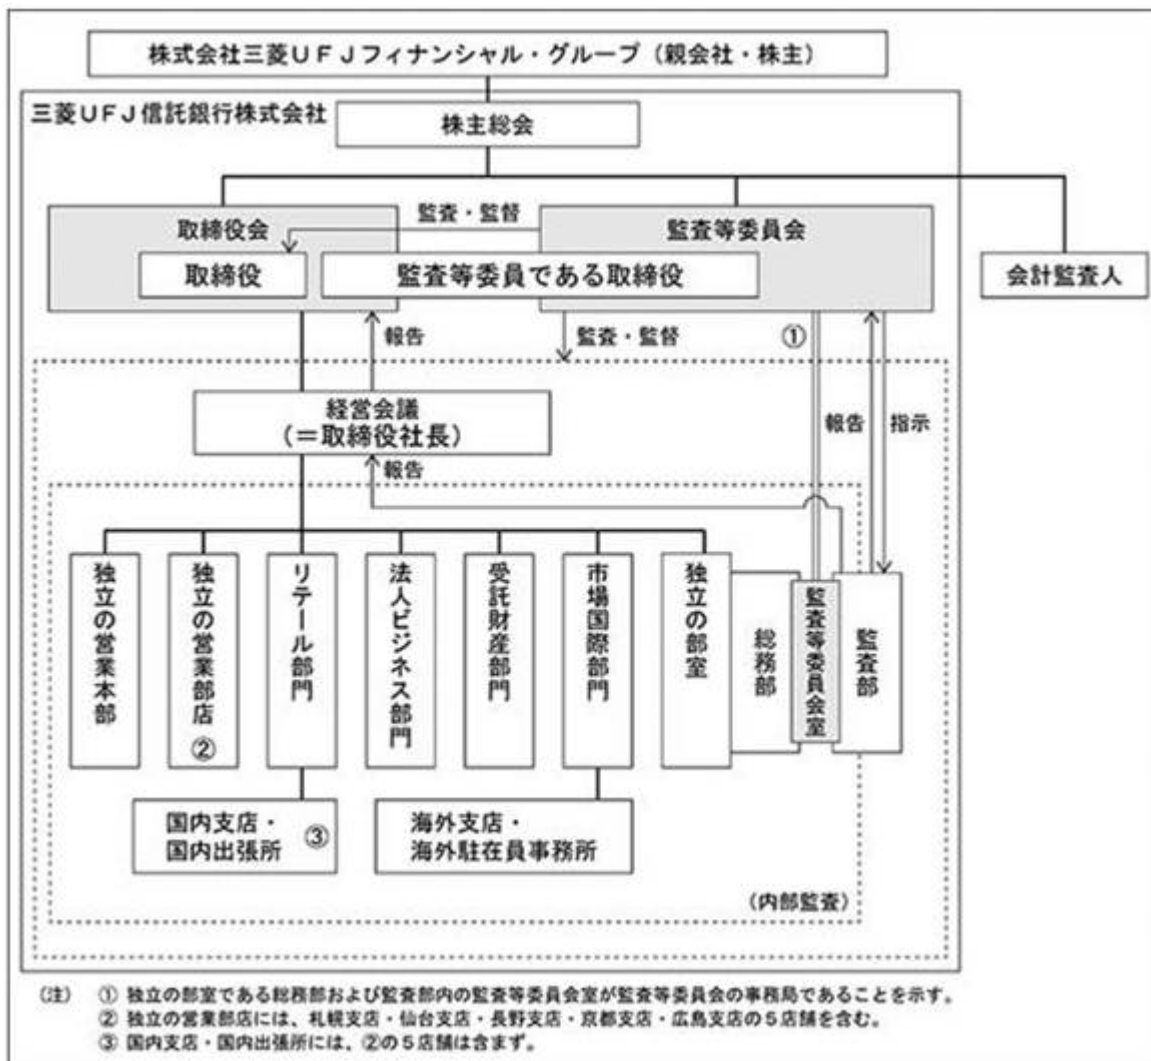 株式会社三菱UFJフィナンシャル・グループ（親会社・株主）
三菱UFJ信託銀行株式会社
株主総会
取締役会
監査・監督
監査等委員会
取締役
監査等委員である取締役
会計監査人
報告
監査・監督
①
経営会議
（＝取締役社長）
報告
指示
報告
独立の営業本部
独立の営業部店②
リテール部門
法人ビジネス部門
受託財産部門
市場国際部門
独立の部室
総務部
監査等委員会室
監査部
国内支店・
国内出張所
③
海外支店・
海外駐在員事務所
（内部監査）
（注） ① 独立の部室である総務部および監査部内の監査等委員会室が監査等委員会の事務局であることを示す。
② 独立の営業部店には、札幌支店・仙台支店・長野支店・京都支店・広島支店の５店舗を含む。
③ 国内支店・国内出張所には、②の５店舗は含まず。